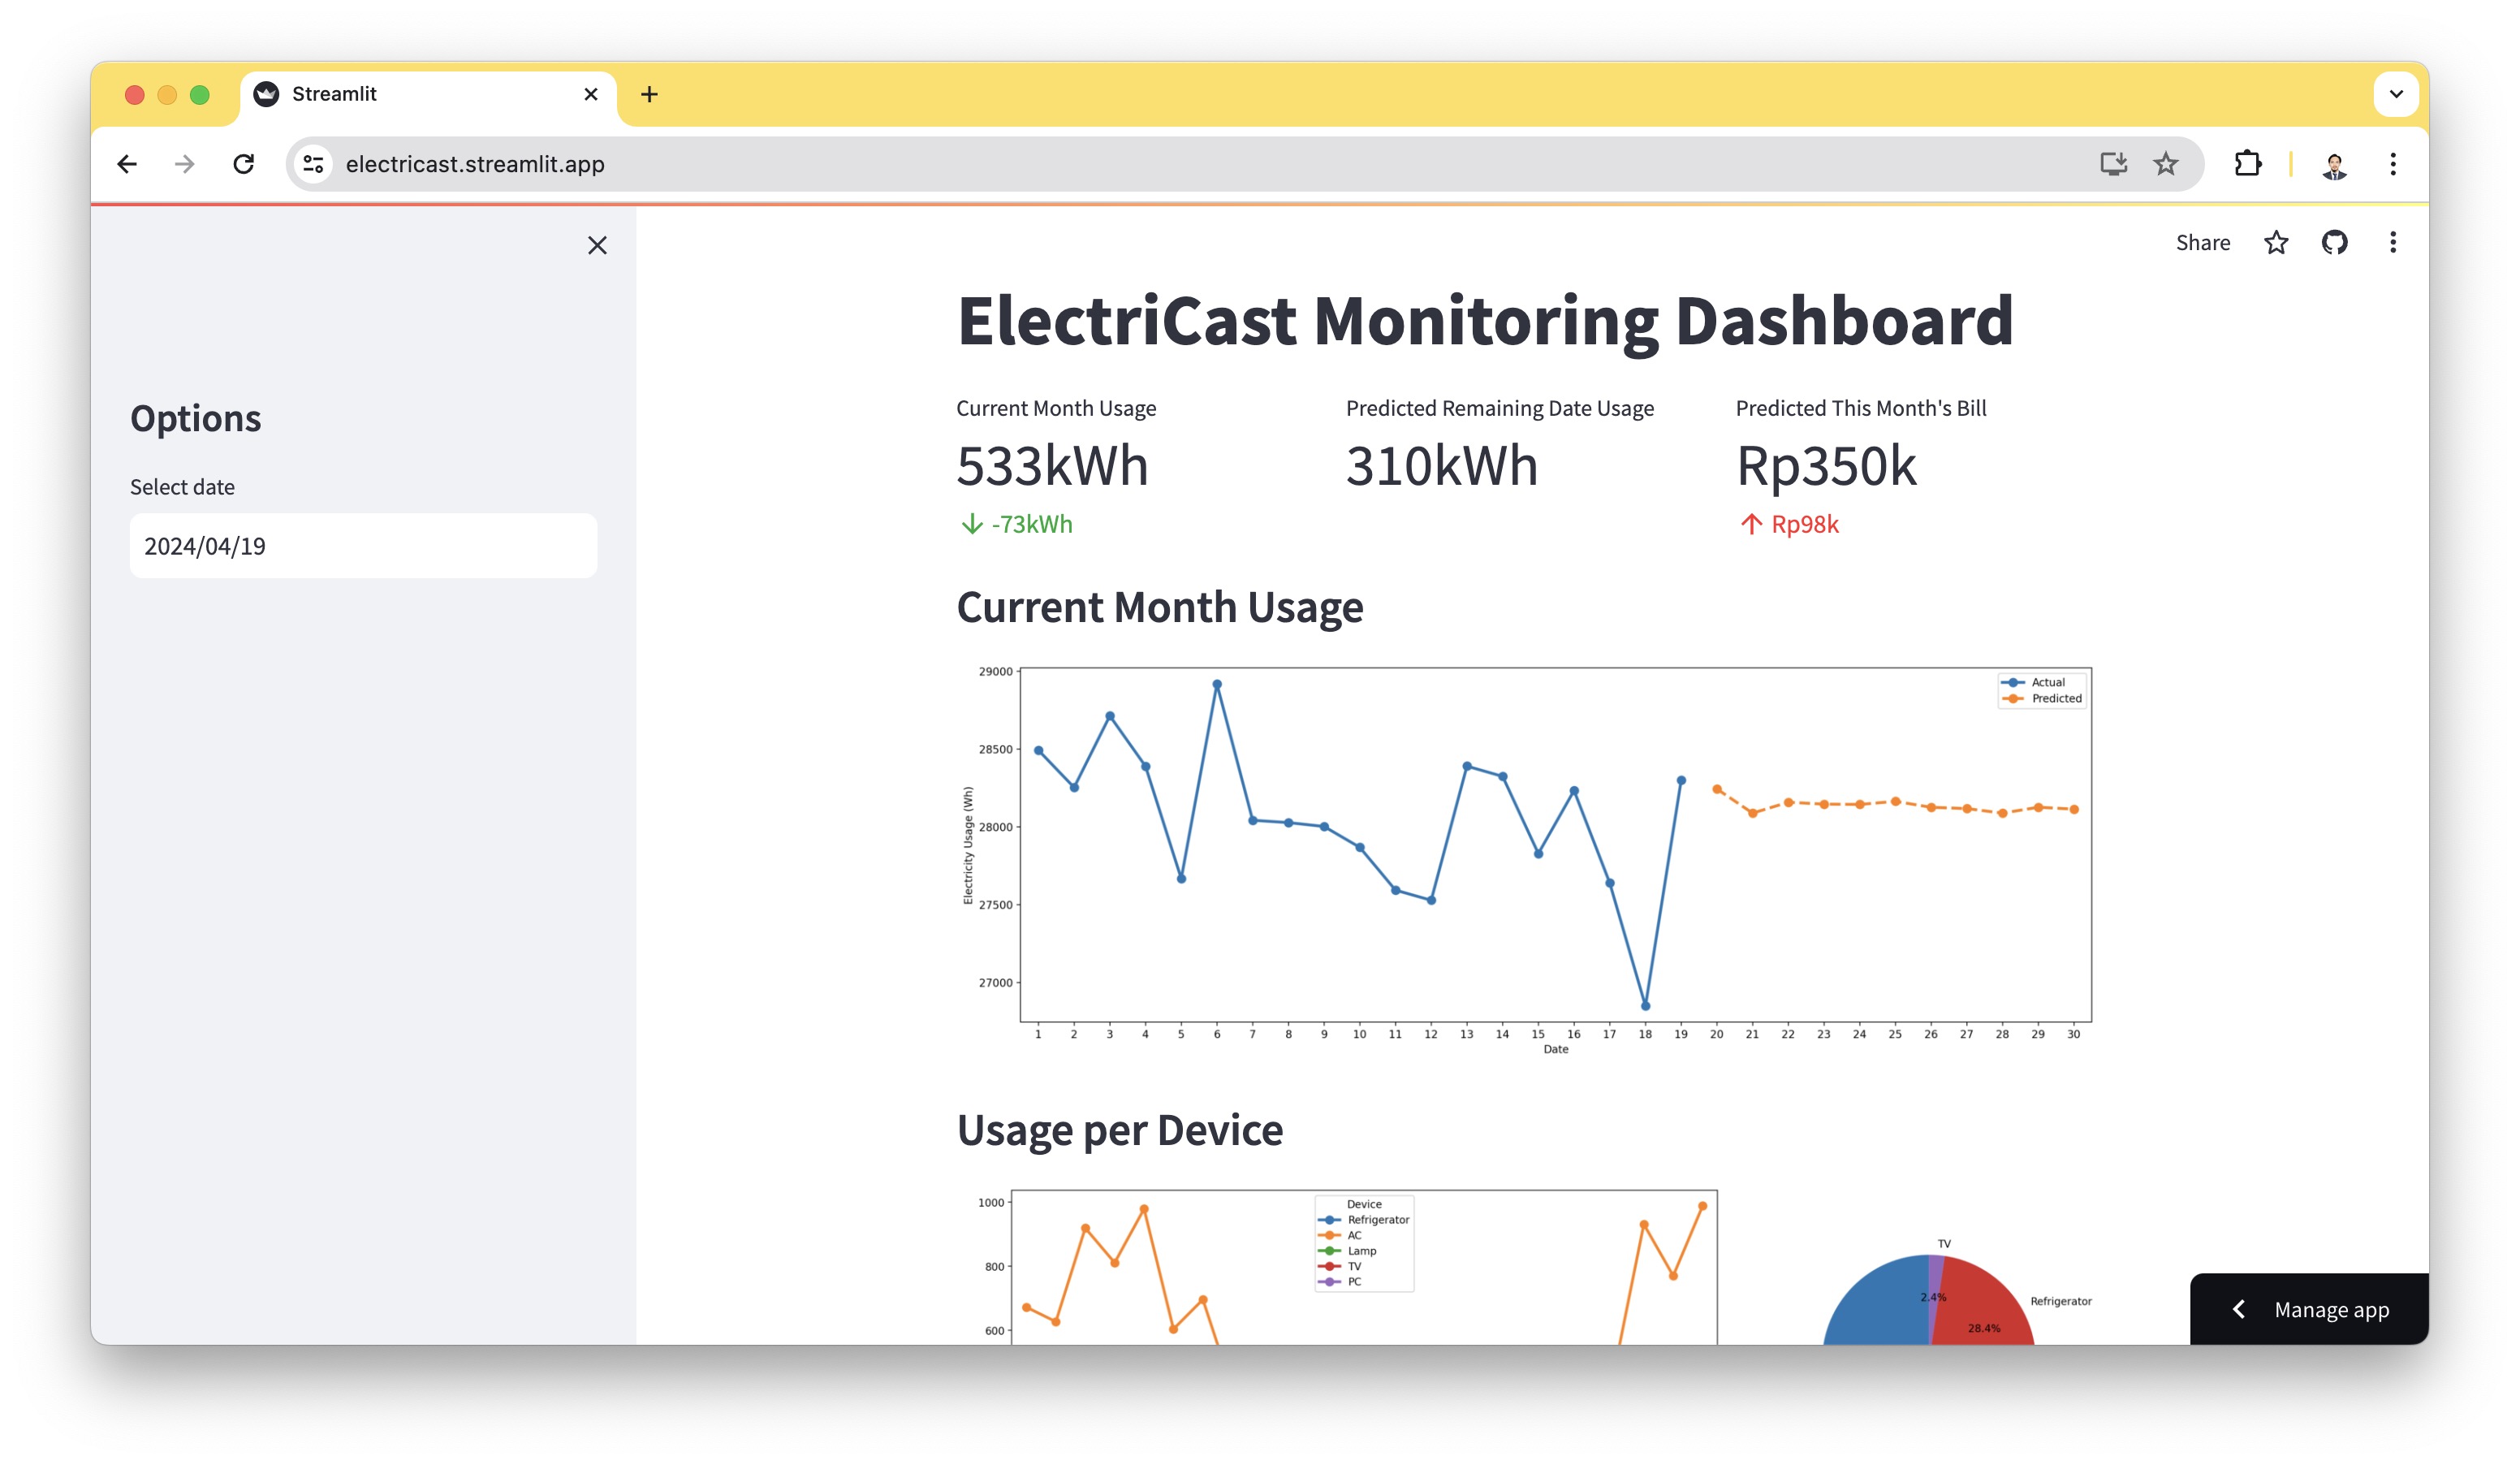 Streamlit
electricast.streamlit.app
Share
ElectriCast Monitoring Dashboard
Options
Select date
2024/04/19
Current Month Usage
533kWh
-73kWh
Predicted Remaining Date Usage
310kWh
Predicted This Month's Bill
Rp350k
Rp98k
Current Month Usage
29000
28500
28000
27500
27000
Electricity Usage (Wh)
Actual
Predicted
1 2 3 4 5 6 7 8 9 10 11 12 13 14 15 16 17 18 19 20 21 22 23 24 25 26 27 28 29 30
Date
Usage per Device
1000
800
600
Device
Refrigerator
AC
Lamp
TV
PC
TV
2.4%
Refrigerator
28.4%
Manage app